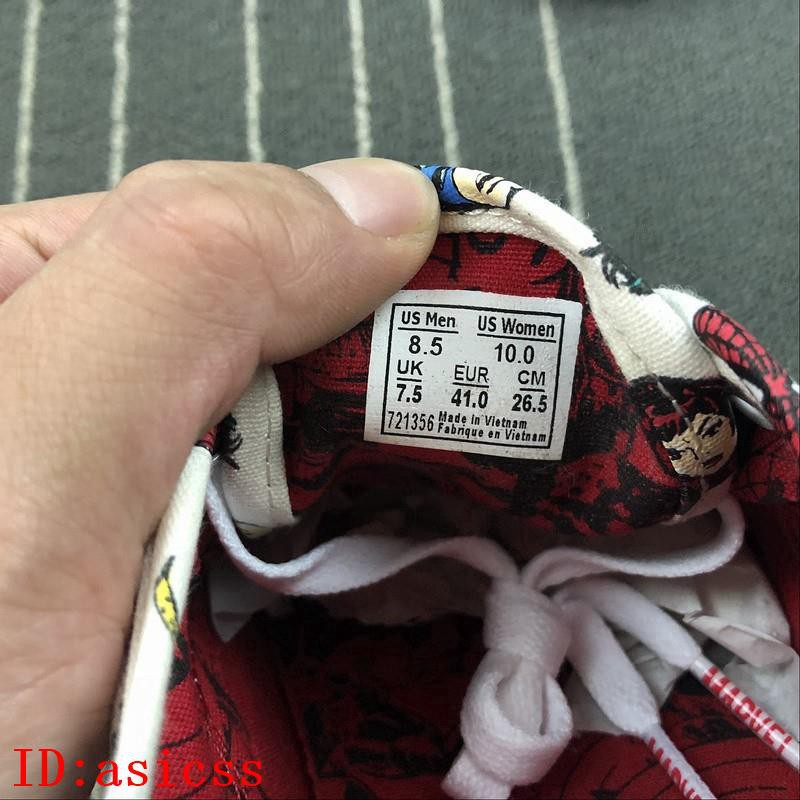 US Men US Women
8.5 10.0
UK EUR CM
7.5 41.0 26.5
721356 Made in Vietnam
Fabrique en Vietnam
MARVEL
ID:asicss